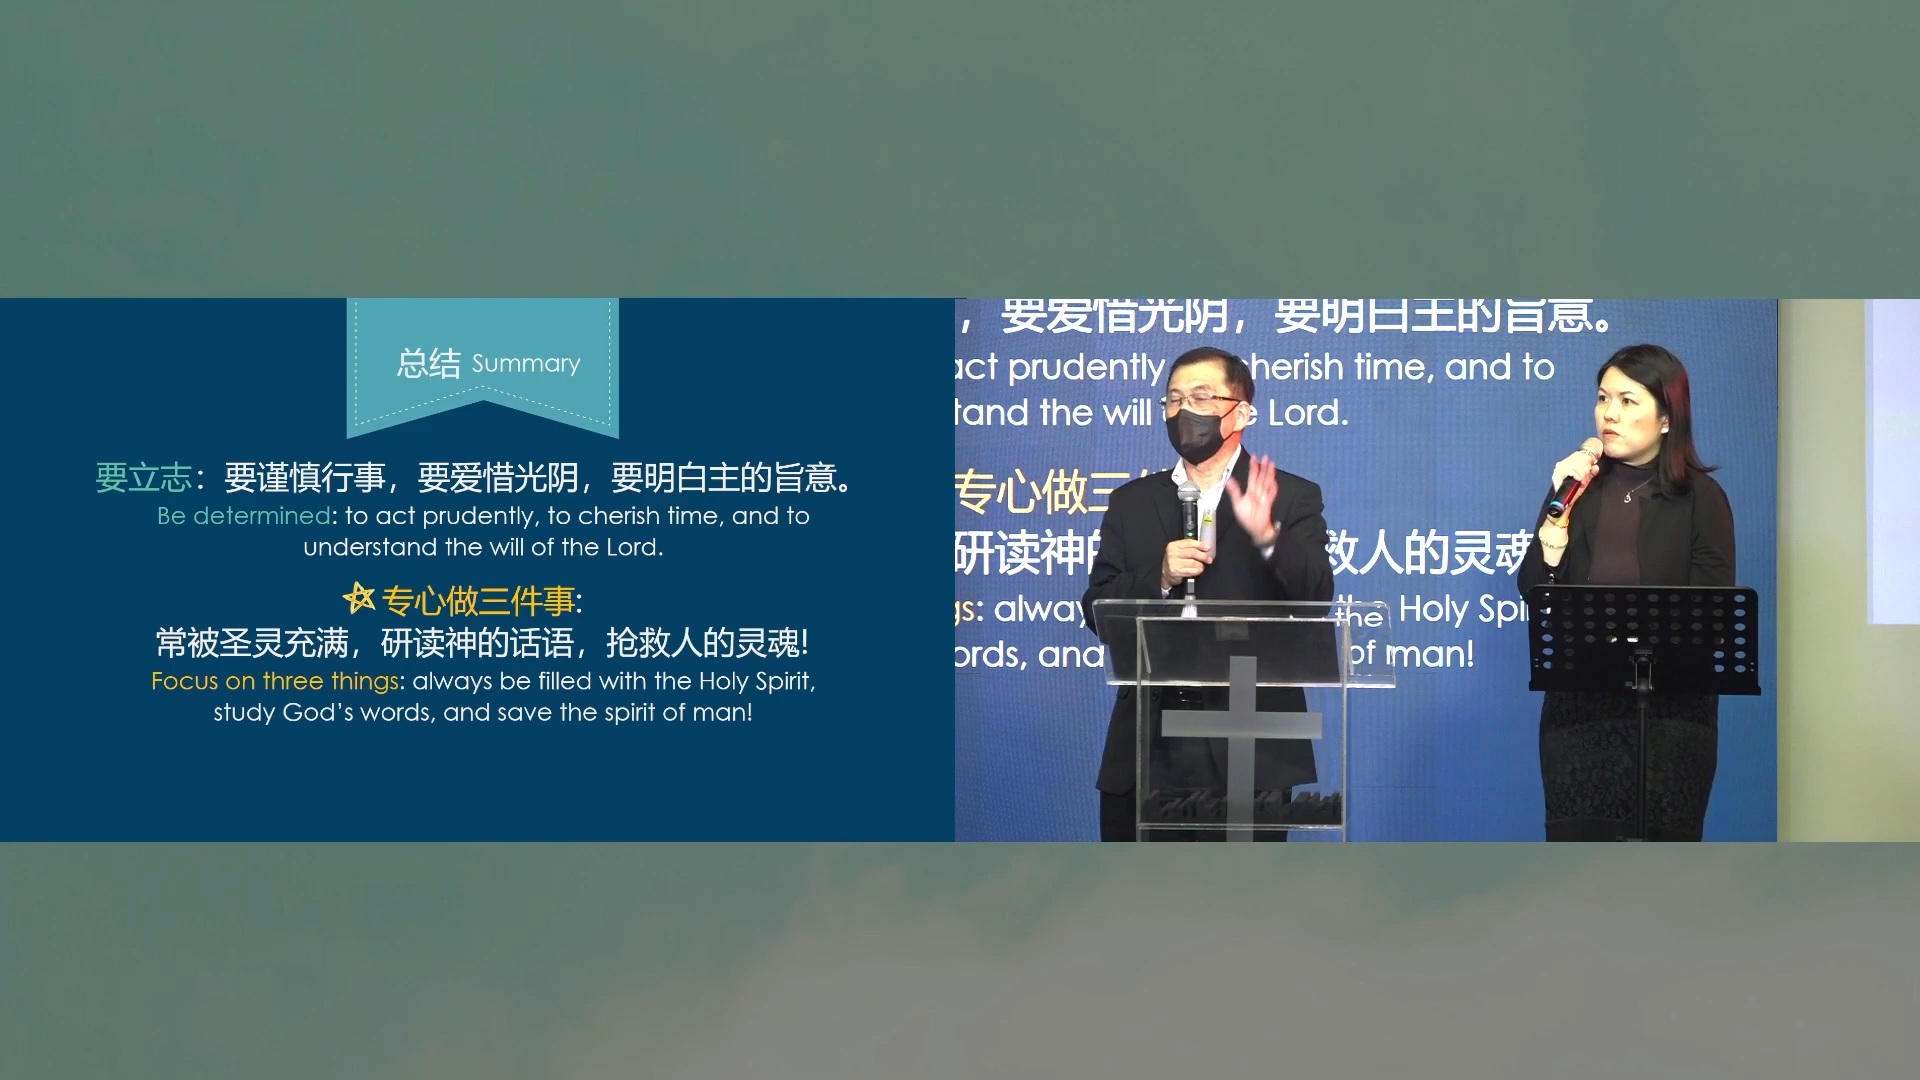 总结 Summary
要立志：要谨慎行事，要爱惜光阴，要明白主的旨意。
Be determined: to act prudently, to cherish time, and to
understand the will of the Lord.
专心做三件事:
常被圣灵充满，研读神的话语，抢救人的灵魂!
Focus on three things: always be filled with the Holy Spirit,
study God’s words, and save the spirit of man!
，要爱惜光阴，要明白主的旨意。
act prudently cherish time, and to
tand the will Lord.
专心做三
研读神 救人的灵魂
gs: alway the Holy Spi
ords, and of man!